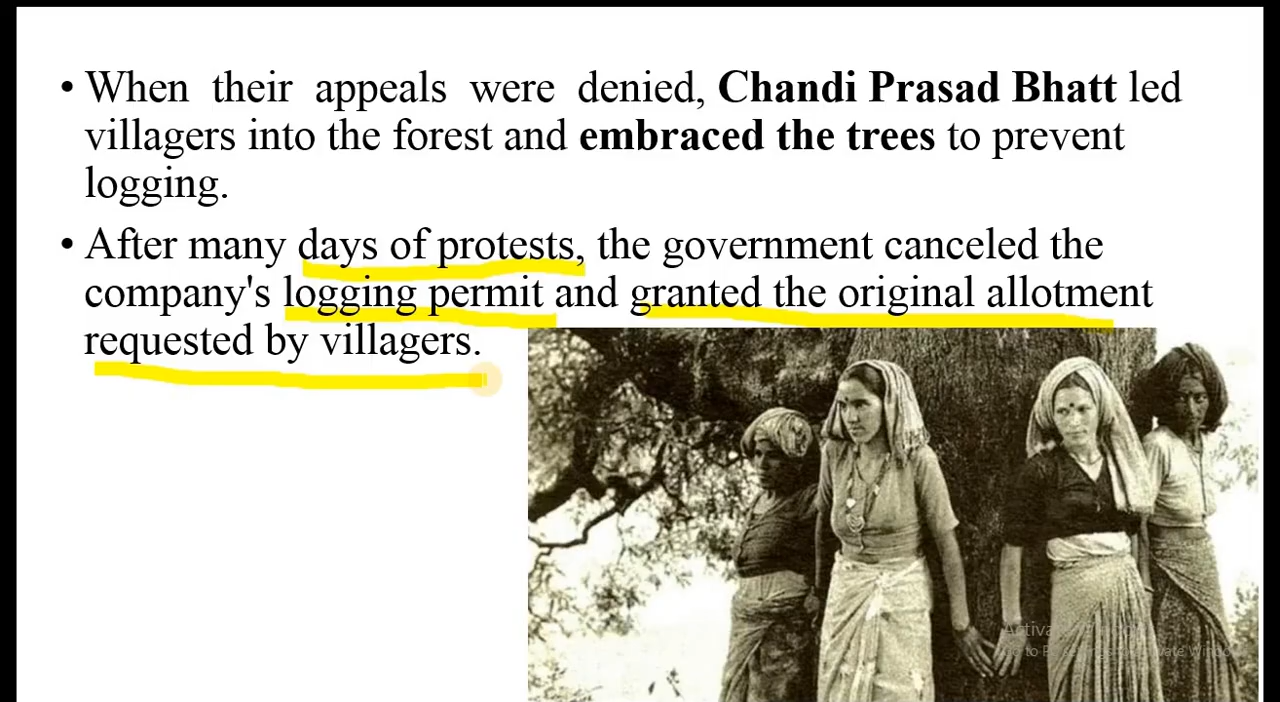 • When their appeals were denied, Chandi Prasad Bhatt led
villagers into the forest and embraced the trees to prevent
logging.
• After many days of protests, the government canceled the
company's logging permit and granted the original allotment
requested by villagers.